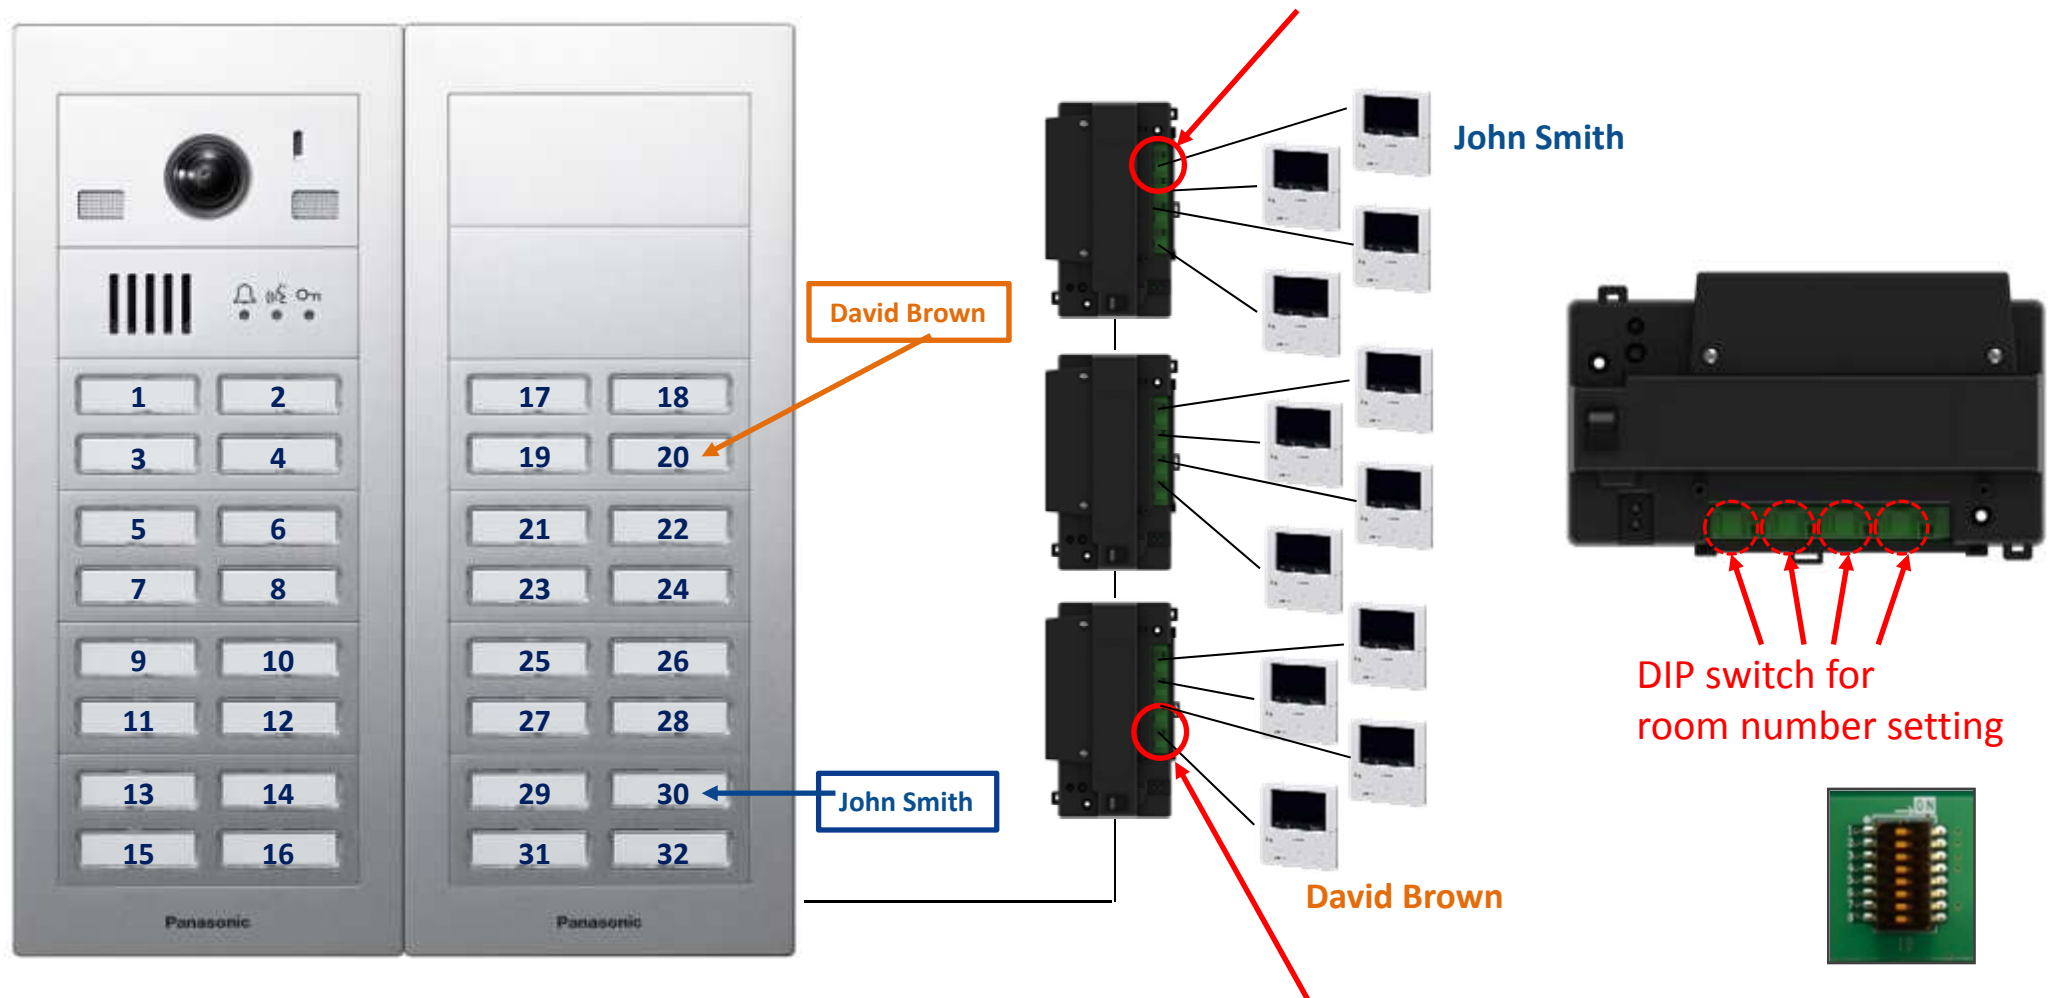 1 2
3 4
5 6
7 8
9 10
11 12
13 14
15 16
Panasonic
17 18
19 20
21 22
23 24
25 26
27 28
29 30
31 32
Panasonic
David Brown
John Smith
John Smith
David Brown
DIP switch for
room number setting
ON